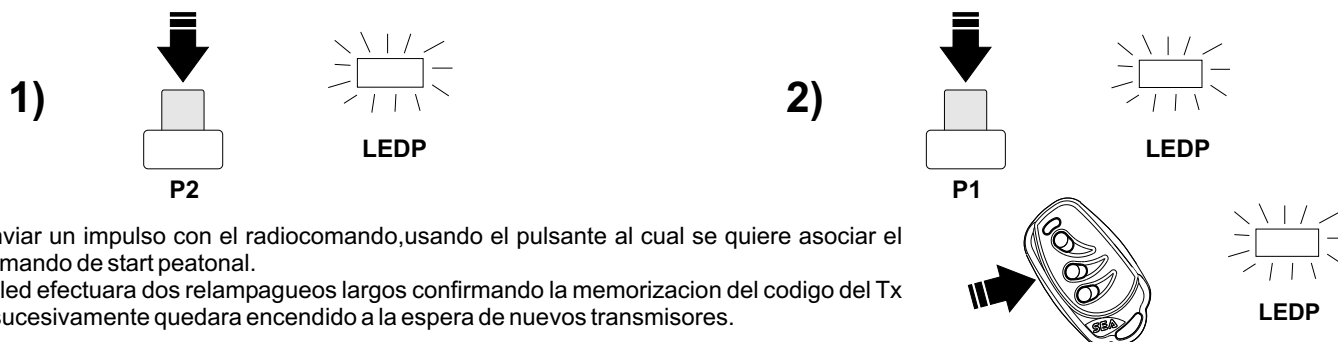 1)
LEDP
P2
2)
LEDP
P1
nviar un impulso con el radiocomando,usando el pulsante al cual se quiere asociar el
mando de start peatonal.
led efectuara dos relampagueos largos confirmando la memorizacion del codigo del Tx
sucesivamente quedara encendido a la espera de nuevos transmisores.
SEA
LEDP